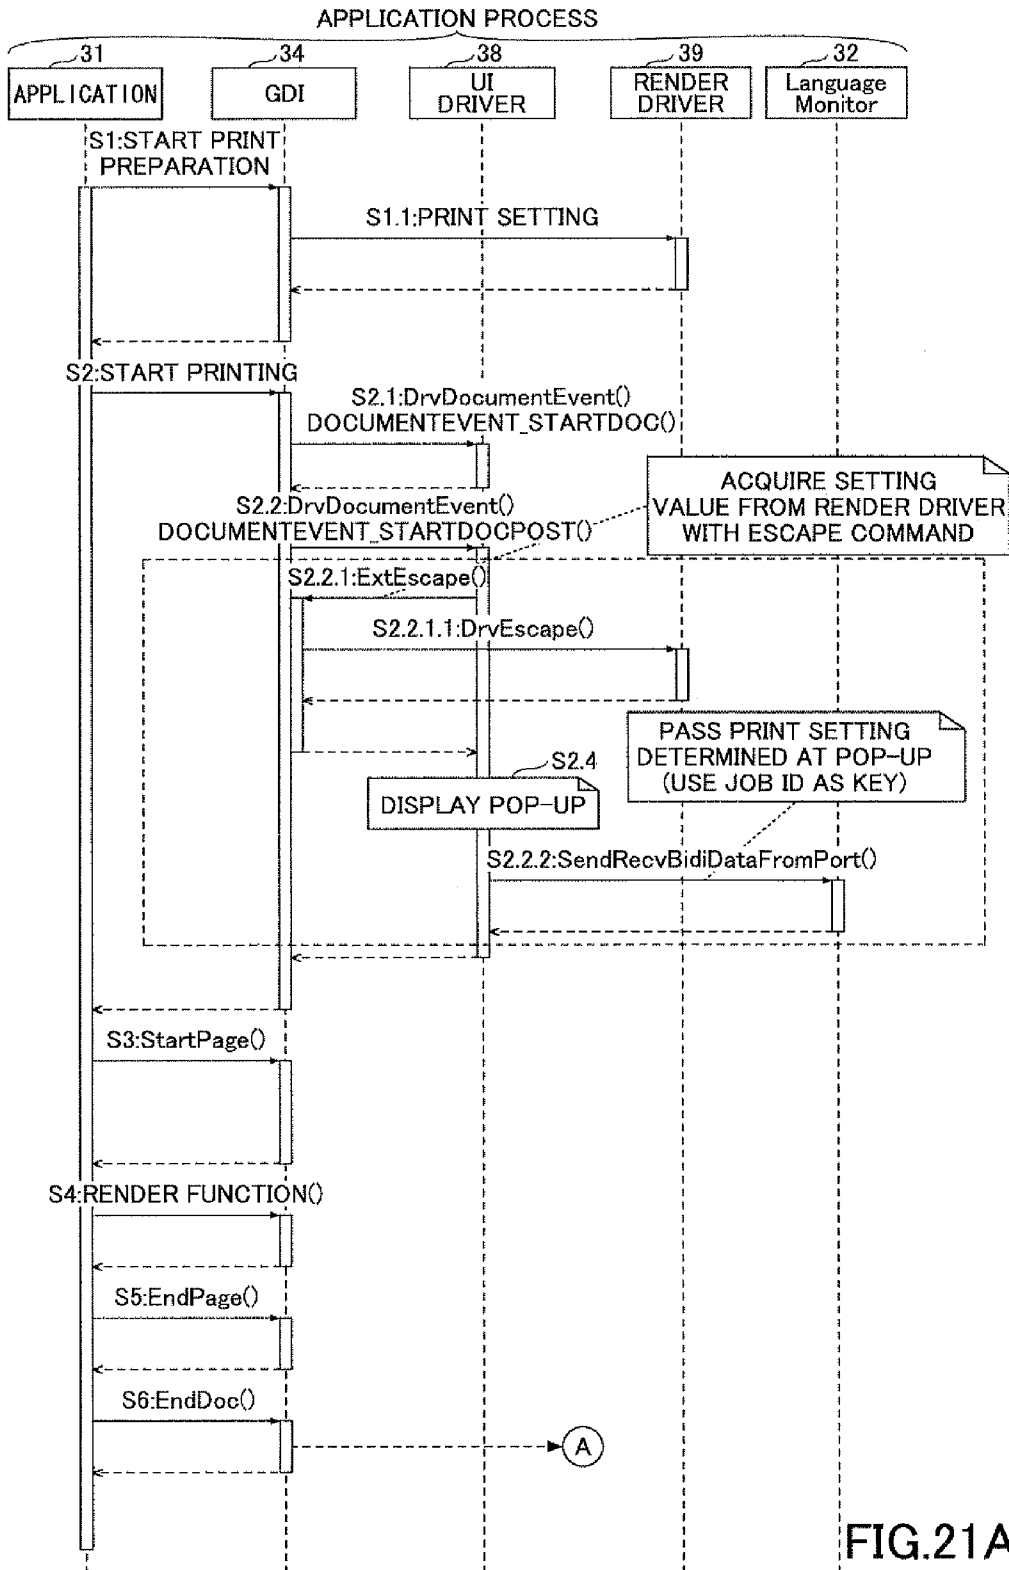 APPLICATION PROCESS
31
34
38
39
32
APPLICATION
GDI
UI
DRIVER
RENDER
DRIVER
Language
Monitor
S1:START PRINT
PREPARATION
S1.1:PRINT SETTING
S2:START PRINTING
S2.1:DrvDocumentEvent()
DOCUMENTEVENT_STARTDOC()
ACQUIRE SETTING
VALUE FROM RENDER DRIVER
WITH ESCAPE COMMAND
S2.2:DrvDocumentEvent()
DOCUMENTEVENT_STARTDOCPOST()
S2.2.1:ExtEscape()
S2.2.1.1:DrvEscape()
PASS PRINT SETTING
DETERMINED AT POP-UP
(USE JOB ID AS KEY)
S2.4
DISPLAY POP-UP
S2.2.2:SendRecvBidiDataFromPort()
S3:StartPage()
S4:RENDER FUNCTION()
S5:EndPage()
S6:EndDoc()
A
FIG.21A